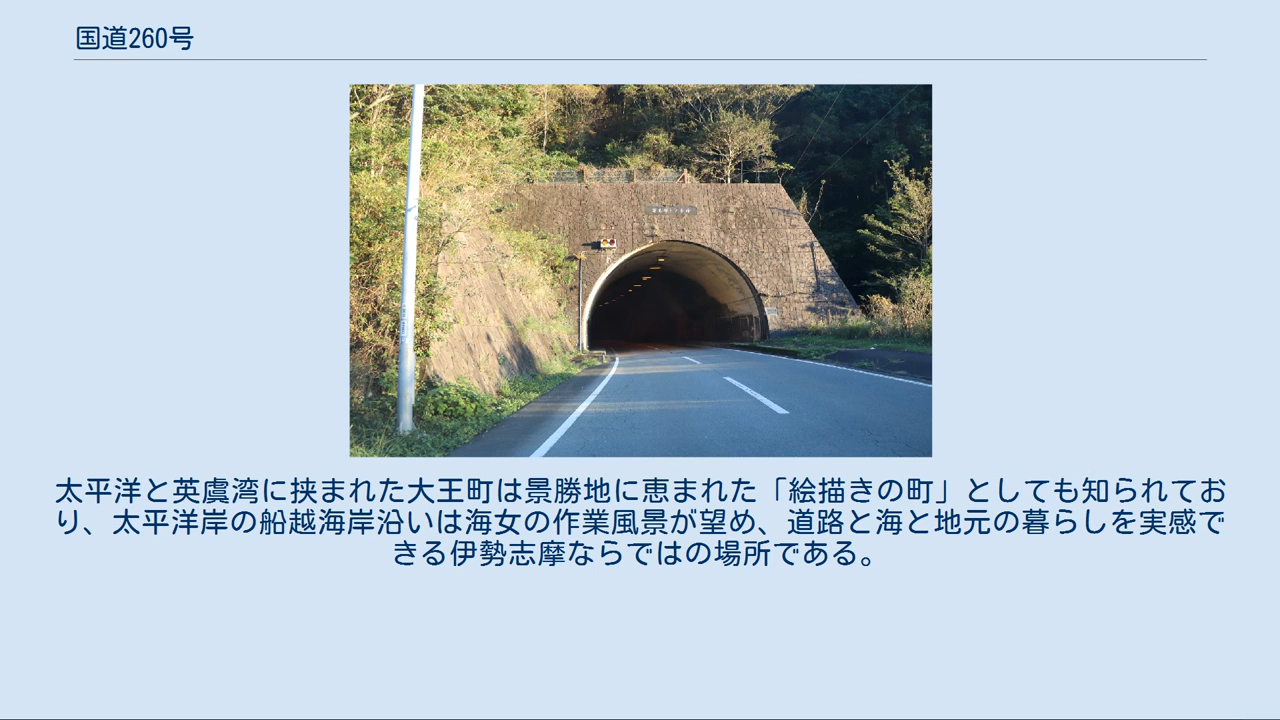 国道260号
太平洋と英虞湾に挟まれた大王町は景勝地に恵まれた「絵描きの町」としても知られてお
り、太平洋岸の船越海岸沿いは海女の作業風景が望め、道路と海と地元の暮らしを実感で
きる伊勢志摩ならではの場所である。